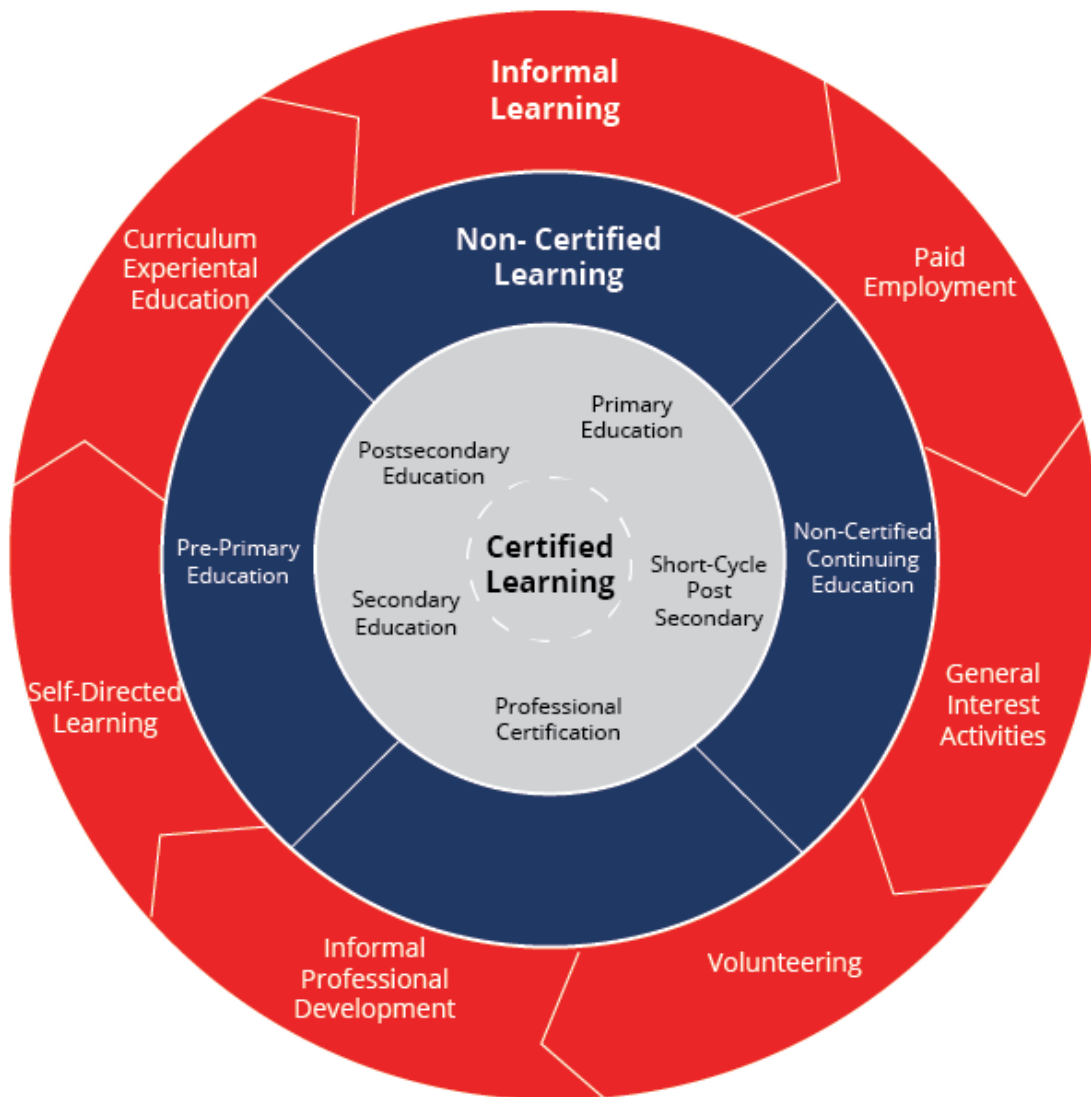 Informal
Learning
Paid
Employment
General
Interest
Activities
Volunteering
Informal
Professional
Development
Self-Directed
Learning
Curriculum
Experiental
Education
Non- Certified
Learning
Non-Certified
Continuing
Education
Pre-Primary
Education
Certified
Learning
Primary
Education
Short-Cycle
Post
Secondary
Professional
Certification
Secondary
Education
Postsecondary
Education